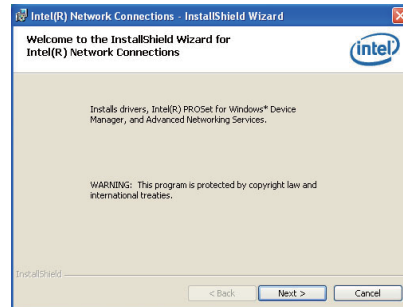 Intel(R) Network Connections - InstallShield Wizard
Welcome to the InstallShield Wizard for
Intel(R) Network Connections
intel
Installs drivers, Intel(R) PROSet for Windows* Device
Manager, and Advanced Networking Services.
WARNING: This program is protected by copyright law and
international treaties.
InstallShield
< Back Next > Cancel